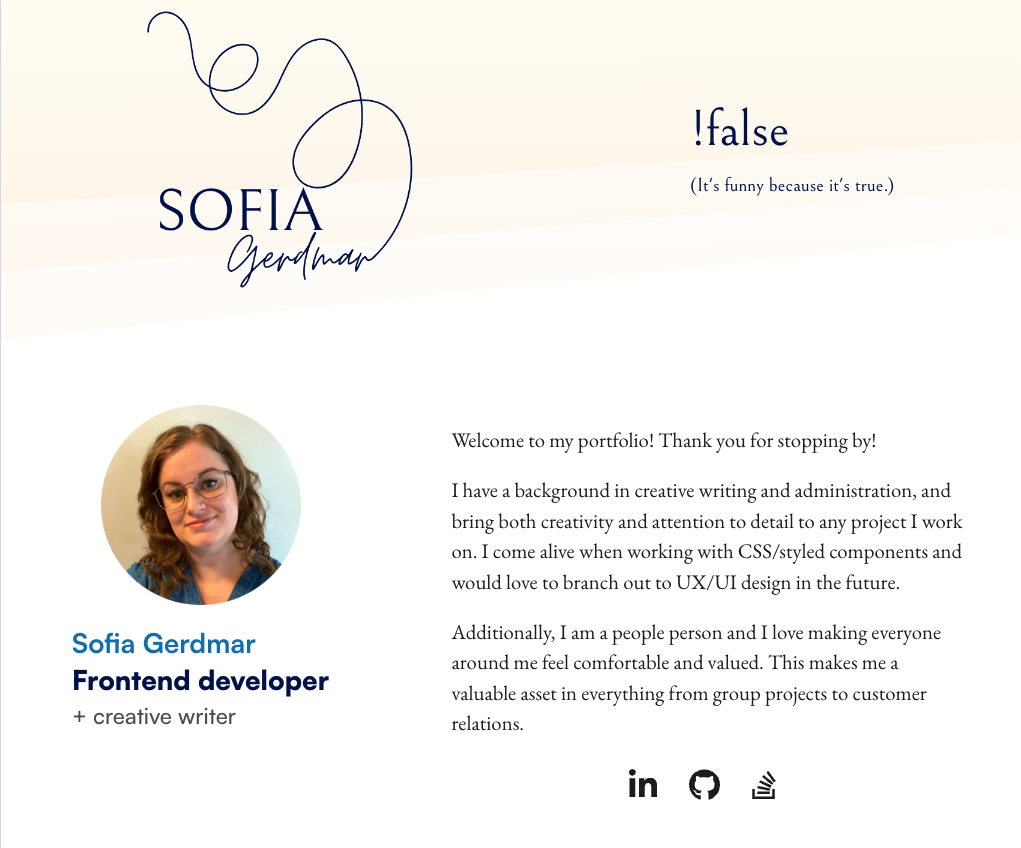 SOFIA
Gerdmar
!false
(It's funny because it's true.)
Sofia Gerdmar
Frontend developer
+ creative writer
Welcome to my portfolio! Thank you for stopping by!
I have a background in creative writing and administration, and
bring both creativity and attention to detail to any project I work
on. I come alive when working with CSS/styled components and
would love to branch out to UX/UI design in the future.
Additionally, I am a people person and I love making everyone
around me feel comfortable and valued. This makes me a
valuable asset in everything from group projects to customer
relations.
in